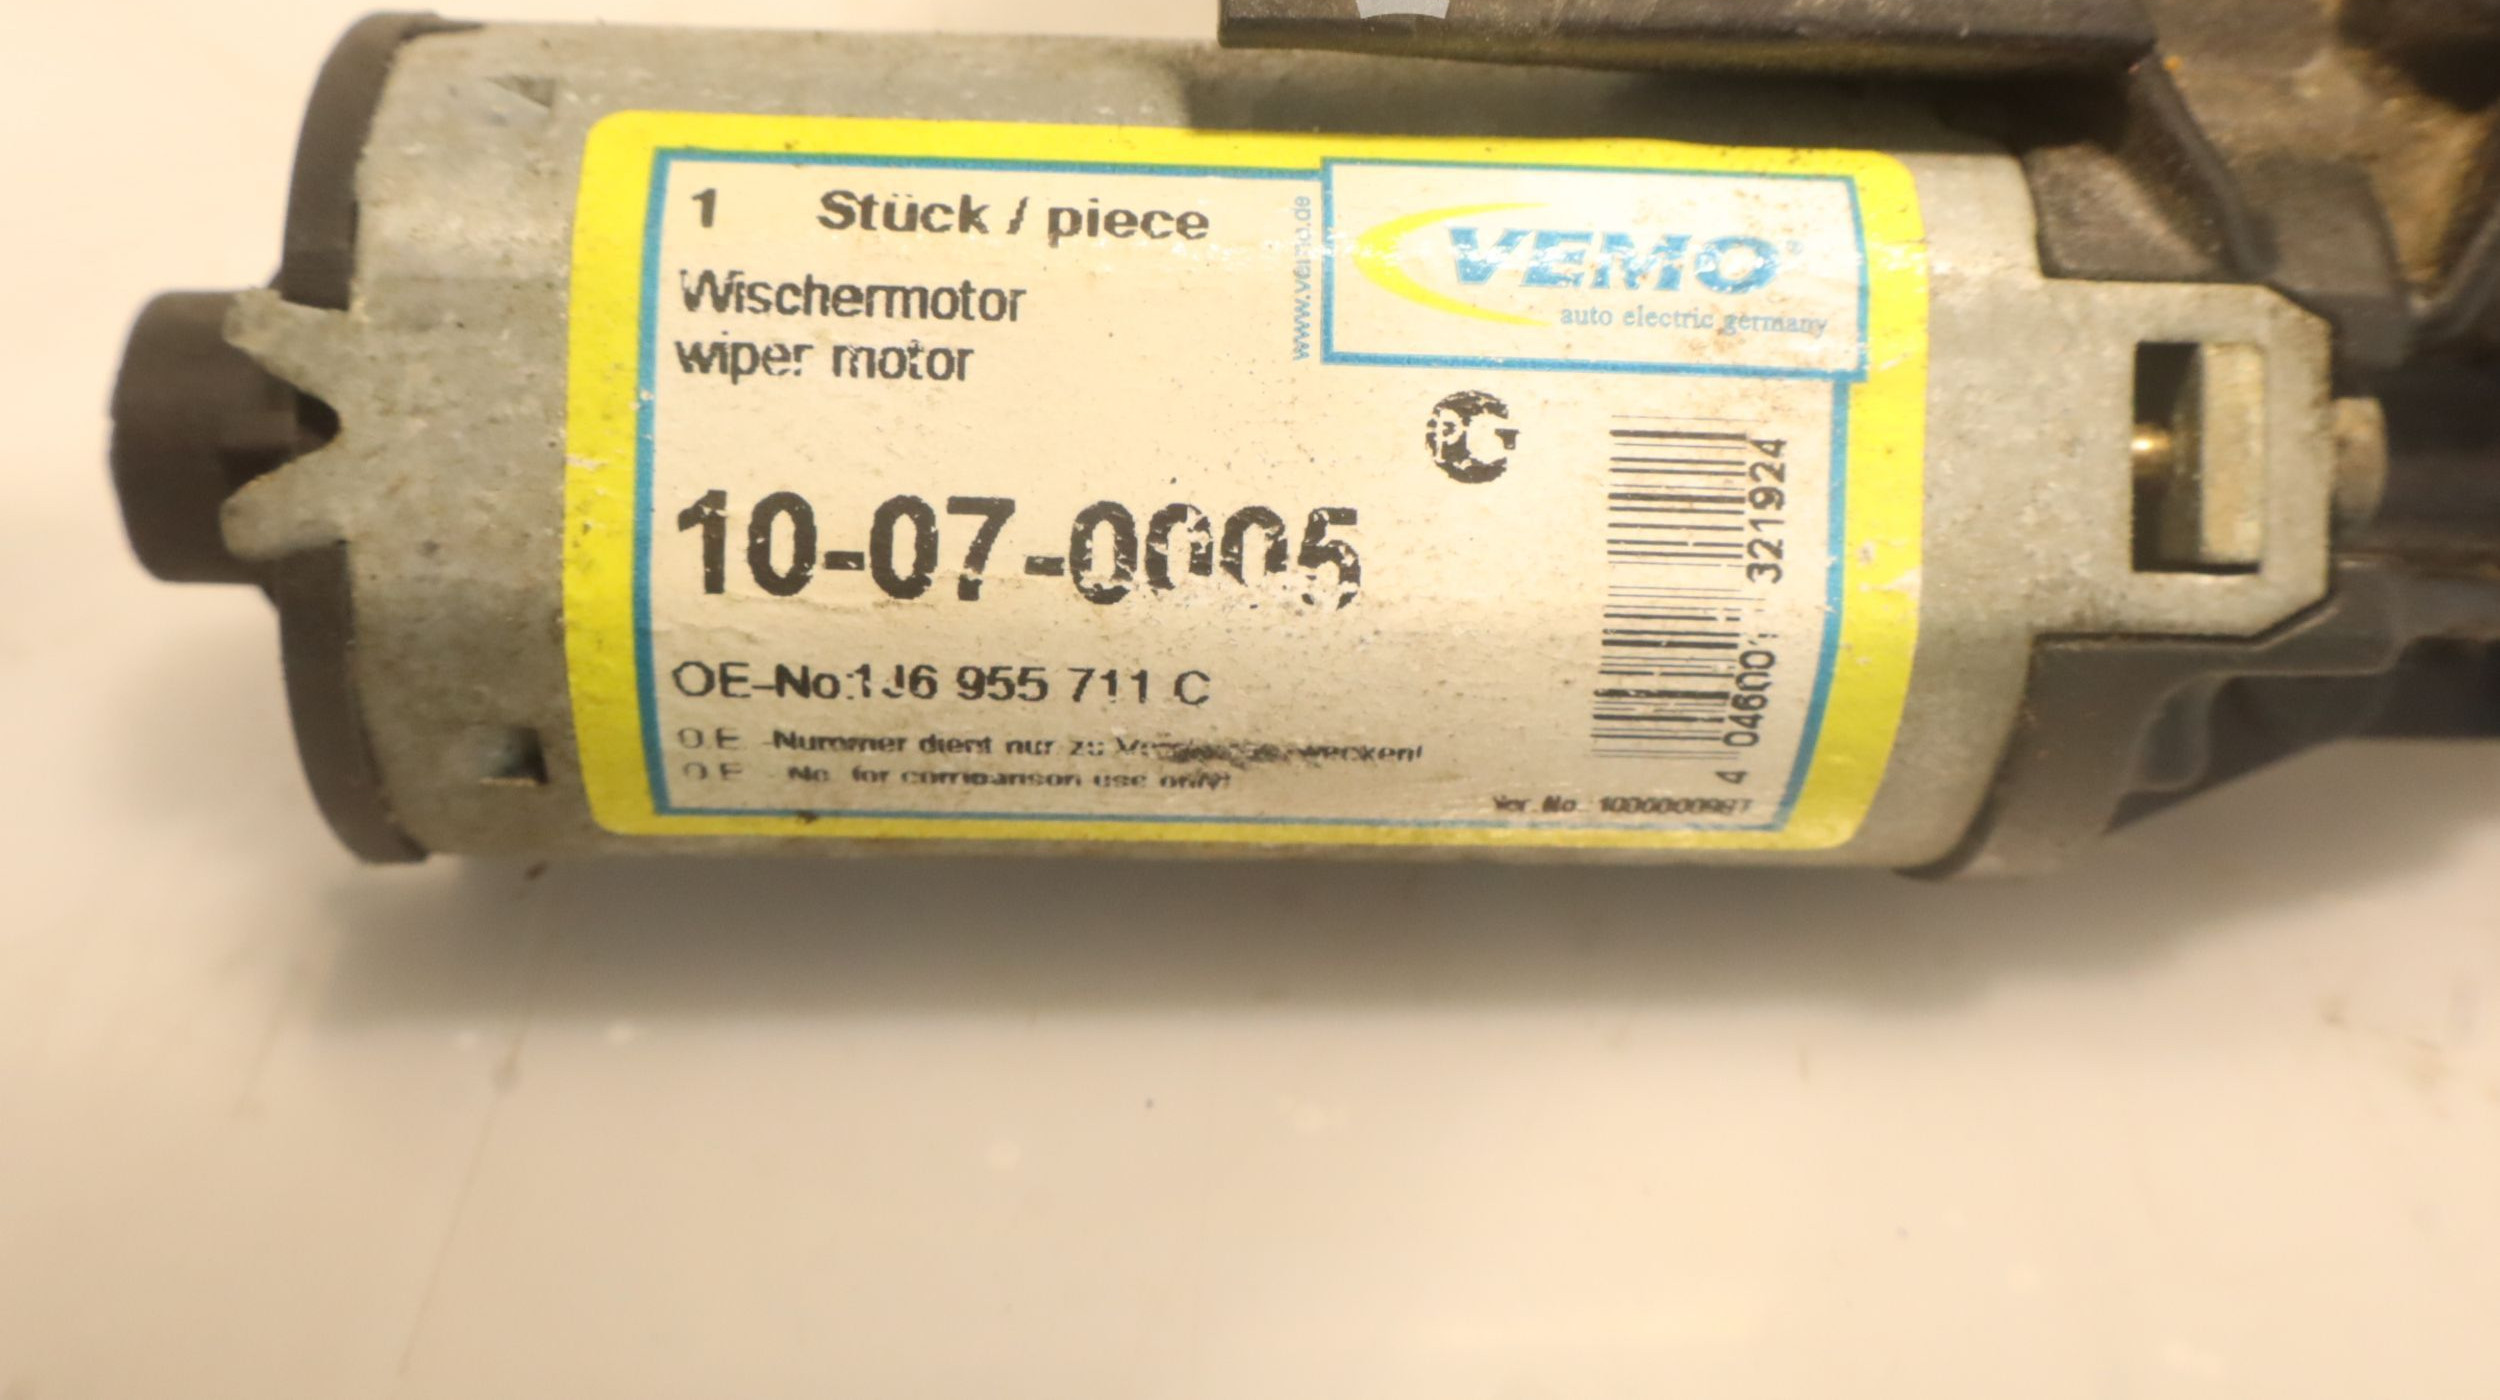 1 Stück / piece
www.vemo.de
VEMO®
auto electric germany
Wischermotor
wiper motor
10-07-0005
OE-No:1J6 955 711 C
O.E. -Nummer dient nur zu
O.E. - No. for comparison use only!
4 046001 321924